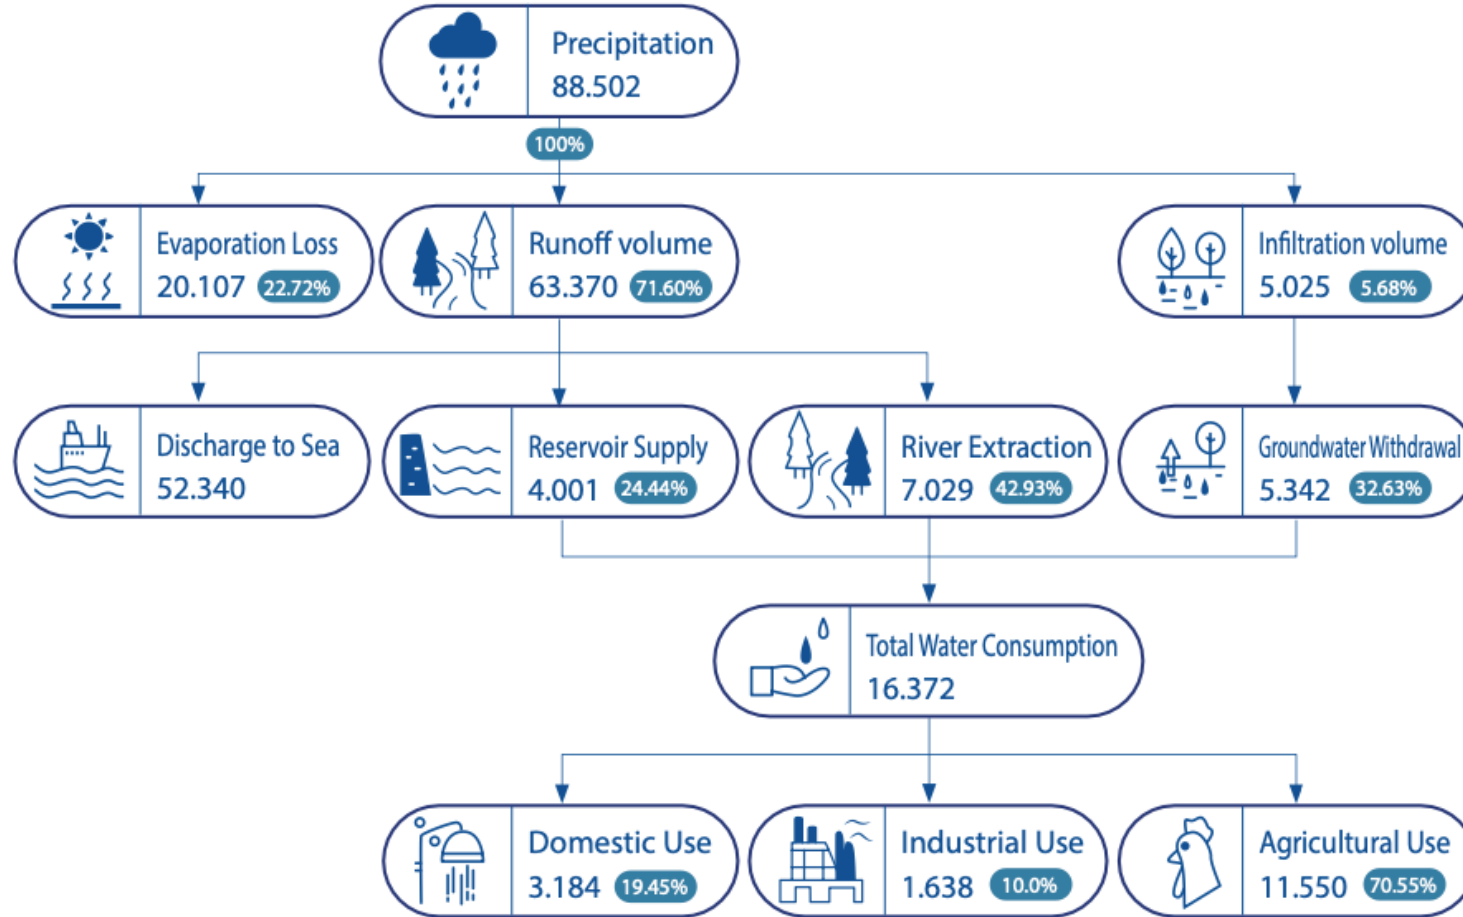 Precipitation
88.502
100%
Evaporation Loss
20.107 22.72%
Runoff volume
63.370 71.60%
Infiltration volume
5.025 5.68%
Discharge to Sea
52.340
Reservoir Supply
4.001 24.44%
River Extraction
7.029 42.93%
Groundwater Withdrawal
5.342 32.63%
Total Water Consumption
16.372
Domestic Use
3.184 19.45%
Industrial Use
1.638 10.0%
Agricultural Use
11.550 70.55%